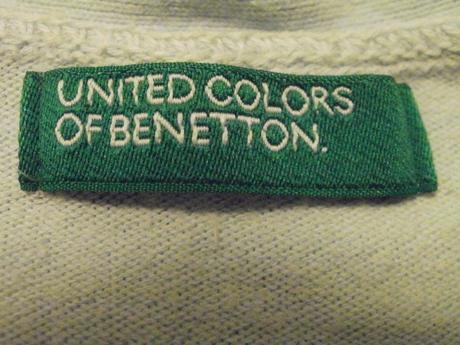 UNITED COLORS
OF BENETTON.